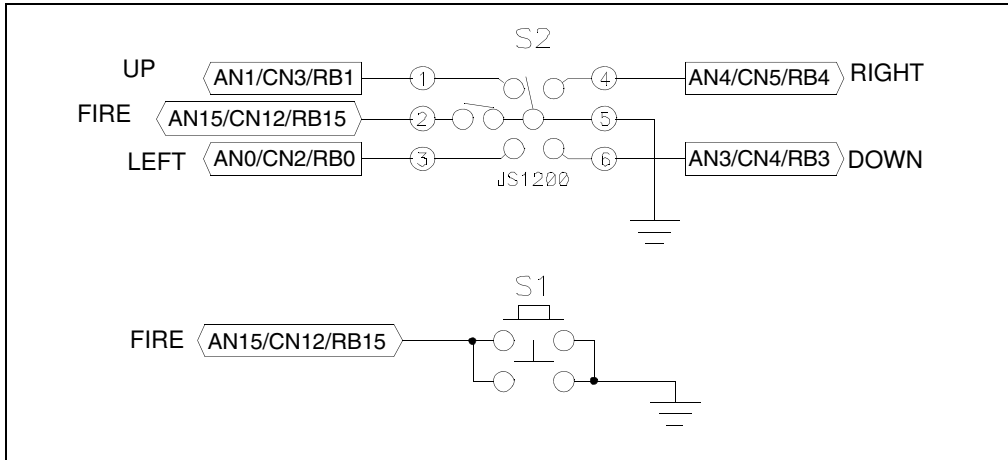 S2
UP AN1/CN3/RB1 1 4 AN4/CN5/RB4 RIGHT
FIRE AN15/CN12/RB15 2 5
LEFT AN0/CN2/RB0 3 6 AN3/CN4/RB3 DOWN
JS1200
S1
FIRE AN15/CN12/RB15